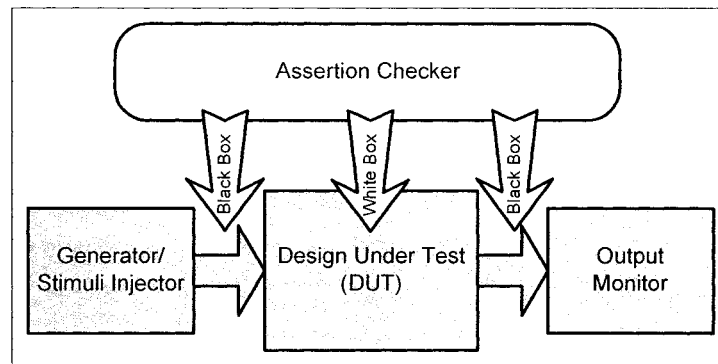 Assertion Checker
Black Box
White Box
Black Box
Generator/
Stimuli Injector
Design Under Test
(DUT)
Output
Monitor